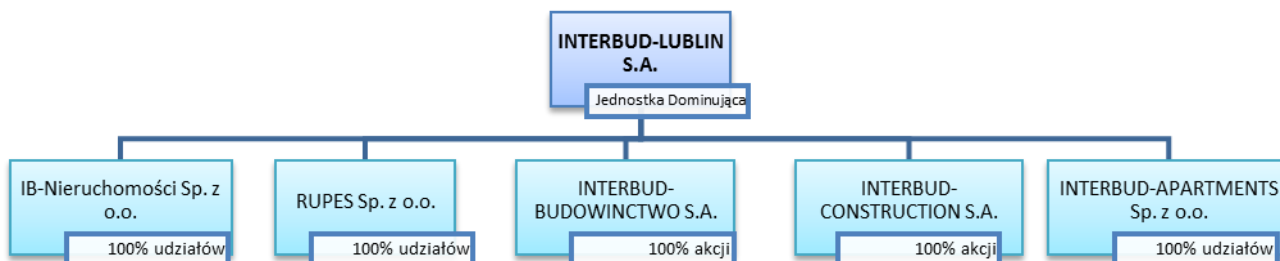 INTERBUD-LUBLIN
S.A.
Jednostka Dominująca
IB-Nieruchomości Sp. z
o.o.
100% udziałów
RUPES Sp. z o.o.
100% udziałów
INTERBUD-
BUDOWINCTWO S.A.
100% akcji
INTERBUD-
CONSTRUCTION S.A.
100% akcji
INTERBUD-APARTMENTS
Sp. z o.o.
100% udziałów